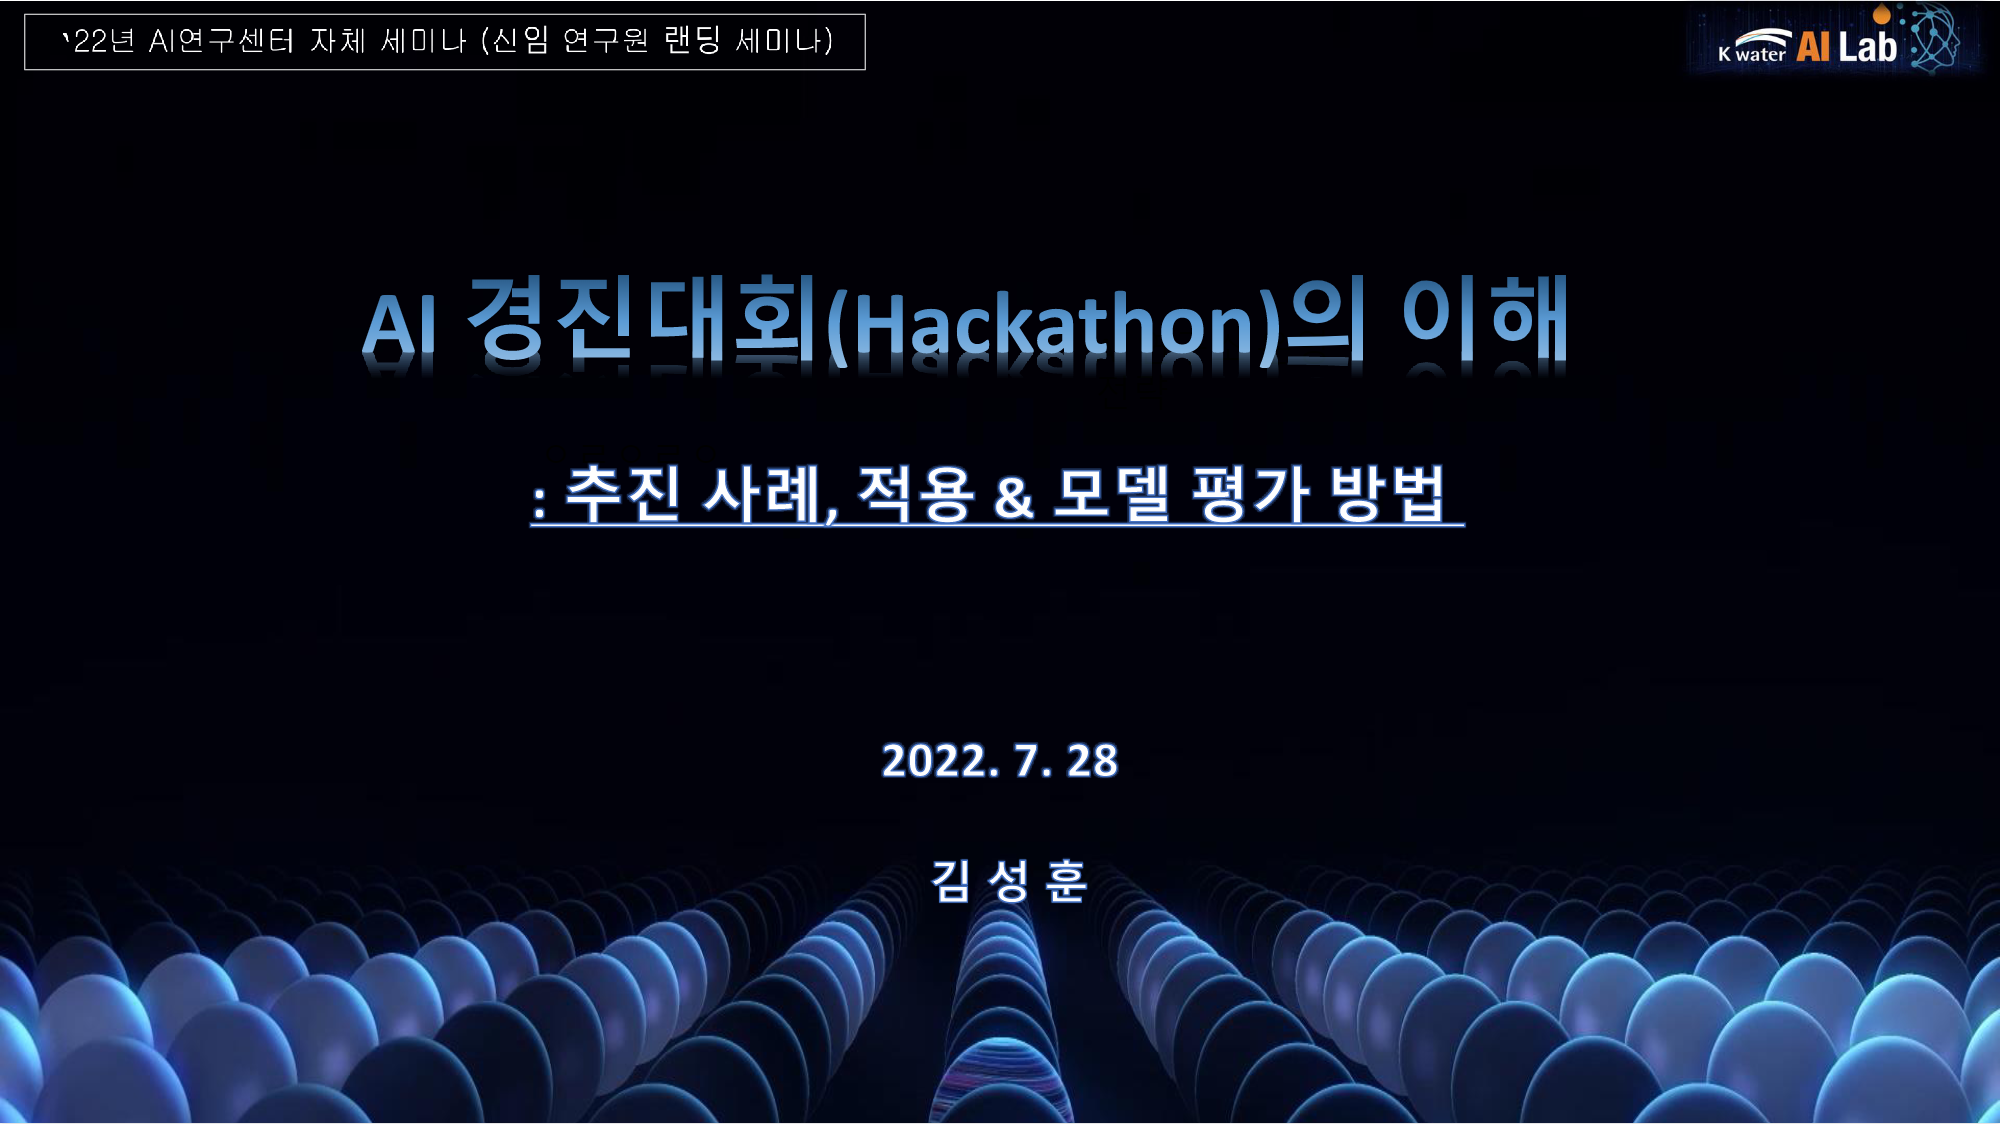 ‘22년 AI연구센터 자체 세미나 (신임 연구원 랜딩 세미나)
K water AI Lab
AI 경진대회(Hackathon)의 이해
: 추진 사례, 적용 & 모델 평가 방법
2022. 7. 28
김 성 훈